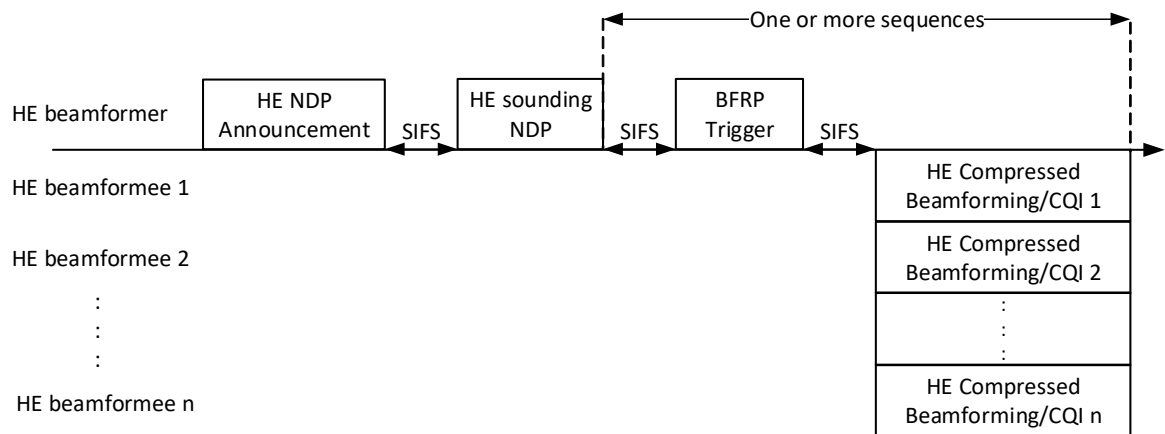 One or more sequences
HE beamformer
HE NDP
Announcement
SIFS
HE sounding
NDP
SIFS
BFRP
Trigger
SIFS
HE beamformee 1
HE Compressed
Beamforming/CQI 1
HE beamformee 2
HE Compressed
Beamforming/CQI 2
:
:
:
:
:
:
HE beamformee n
HE Compressed
Beamforming/CQI n